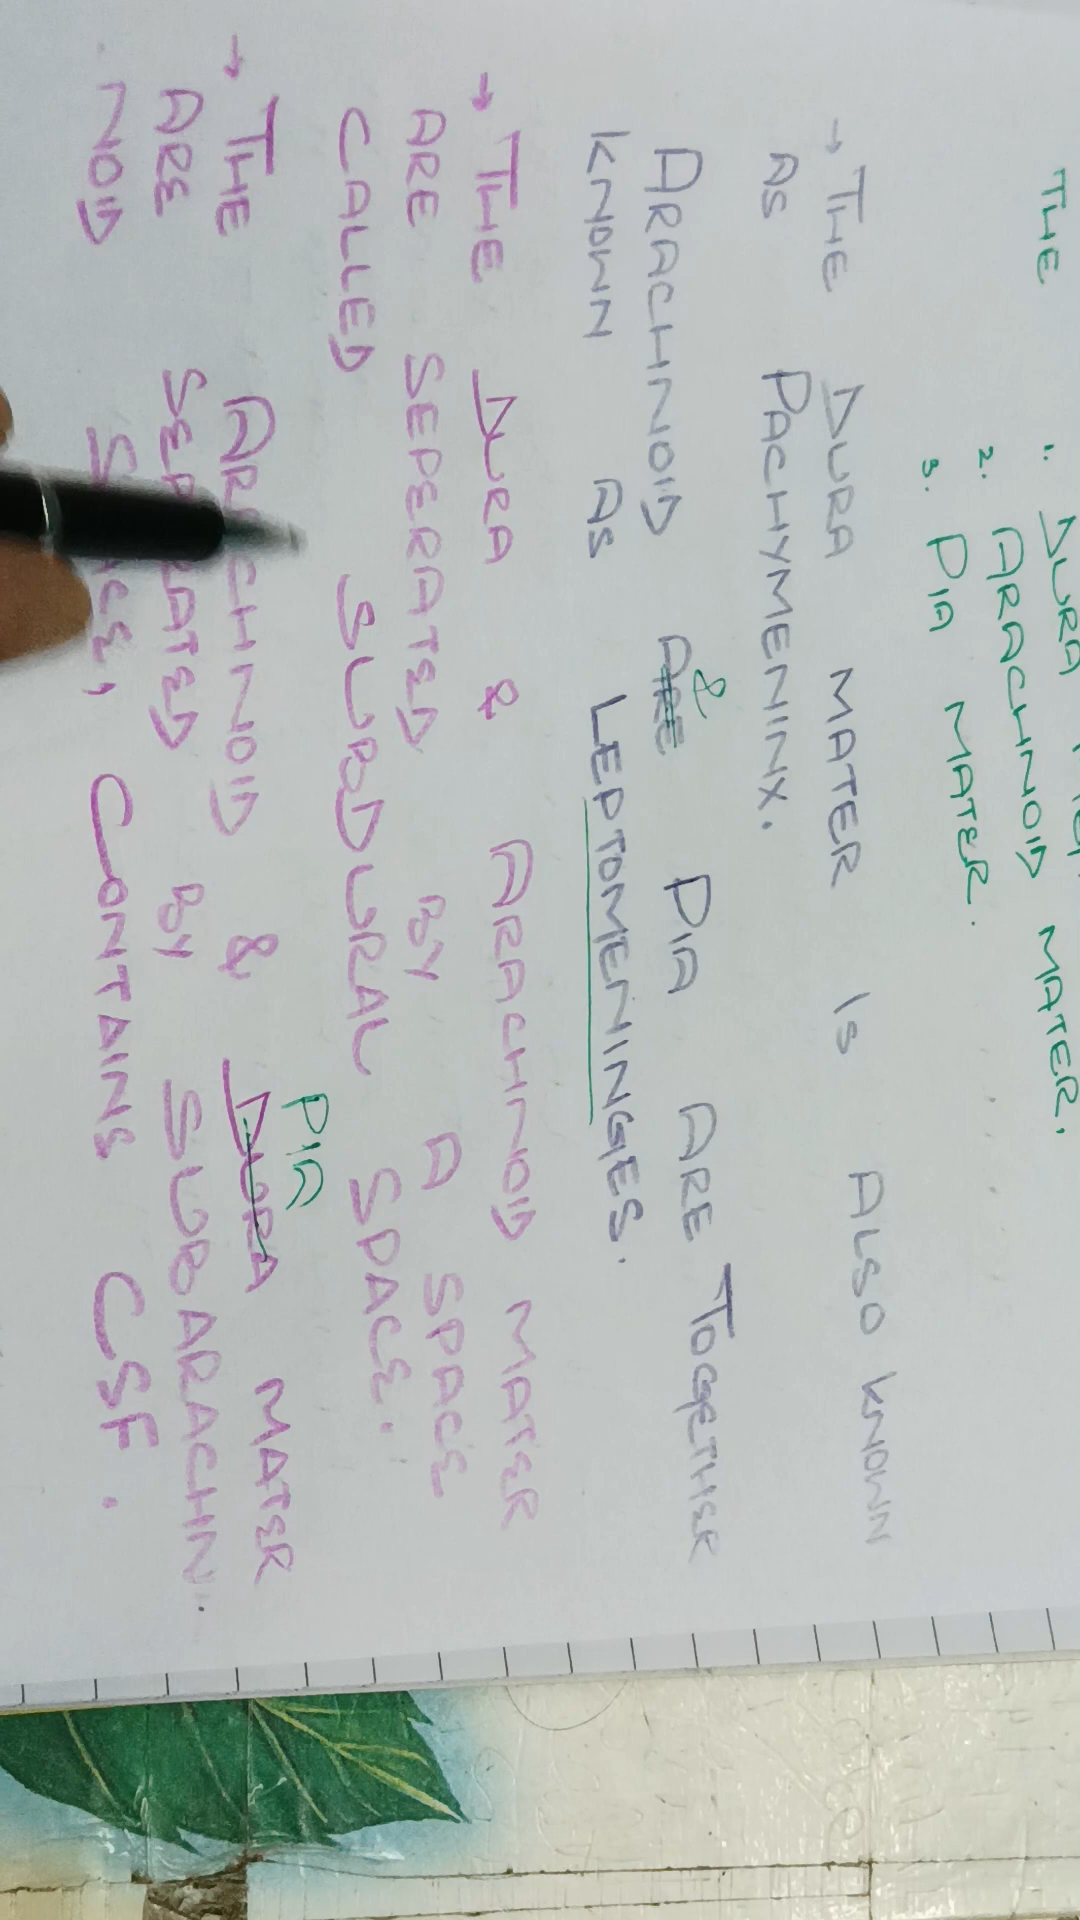 THE
1. DURA MATER.
2. ARACHNOID MATER.
3. PIA MATER.
→ THE DURA MATER IS ALSO KNOWN
AS PACHYMENINX.
ARACHNOID & PIA ARE TOGETHER
KNOWN AS LEPTOMENINGES.
→ THE DURA & ARACHNOID MATER
ARE SEPERATED BY A SPACE
CALLED SUBDURAL SPACE.
→ THE ARACHNOID & PIA MATER
ARE SEPERATED BY SUBARACHN
NOID SPACE, CONTAINS CSF.